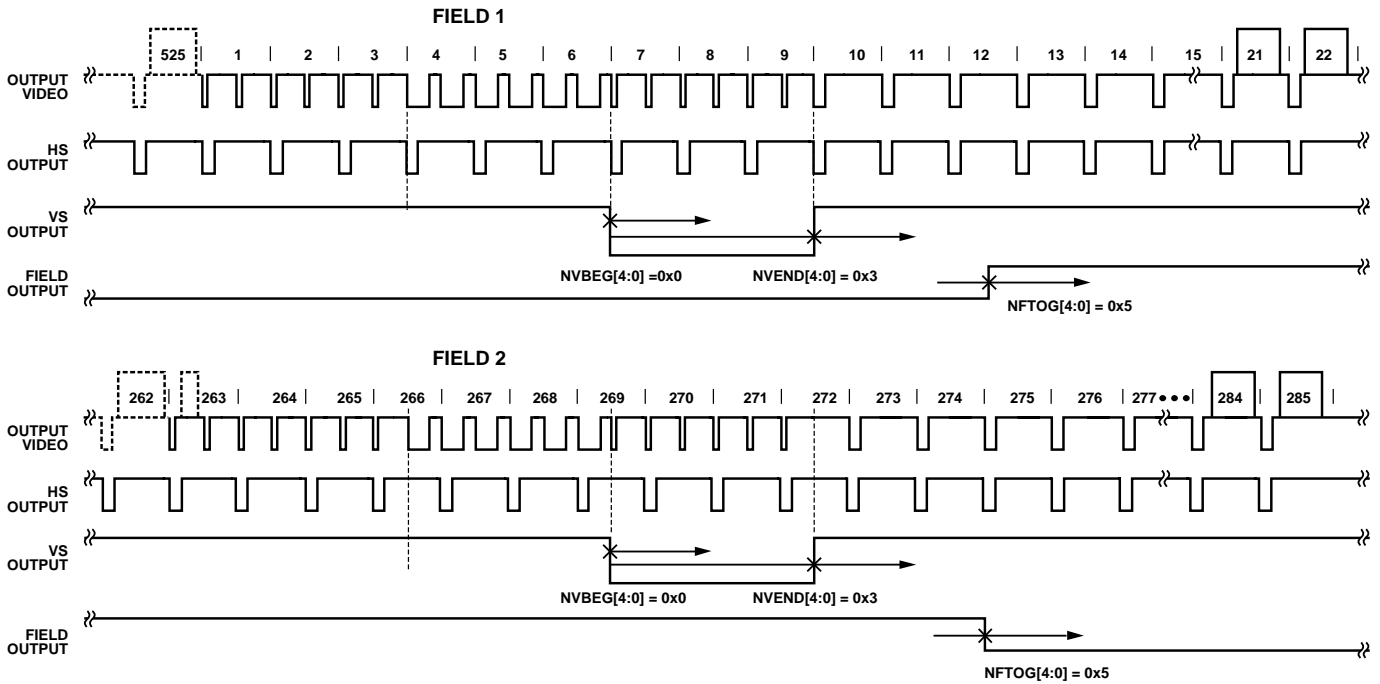 FIELD 1
525 1 2 3 4 5 6 7 8 9 10 11 12 13 14 15 21 22
OUTPUT
VIDEO
HS
OUTPUT
VS
OUTPUT
NVBEG[4:0] =0x0 NVEND[4:0] = 0x3
FIELD
OUTPUT
NFTOG[4:0] = 0x5
FIELD 2
262 263 264 265 266 267 268 269 270 271 272 273 274 275 276 277 ••• 284 285
OUTPUT
VIDEO
HS
OUTPUT
VS
OUTPUT
NVBEG[4:0] = 0x0 NVEND[4:0] = 0x3
FIELD
OUTPUT
NFTOG[4:0] = 0x5